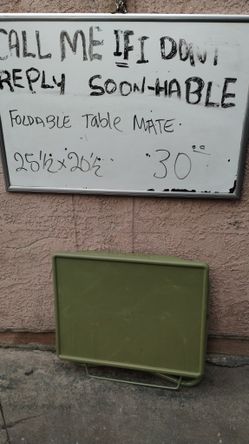 CALL ME IF I DON'T
REPLY SOON-HABLE
FOLDABLE Table MATE.
25½ x 20½ 30.00